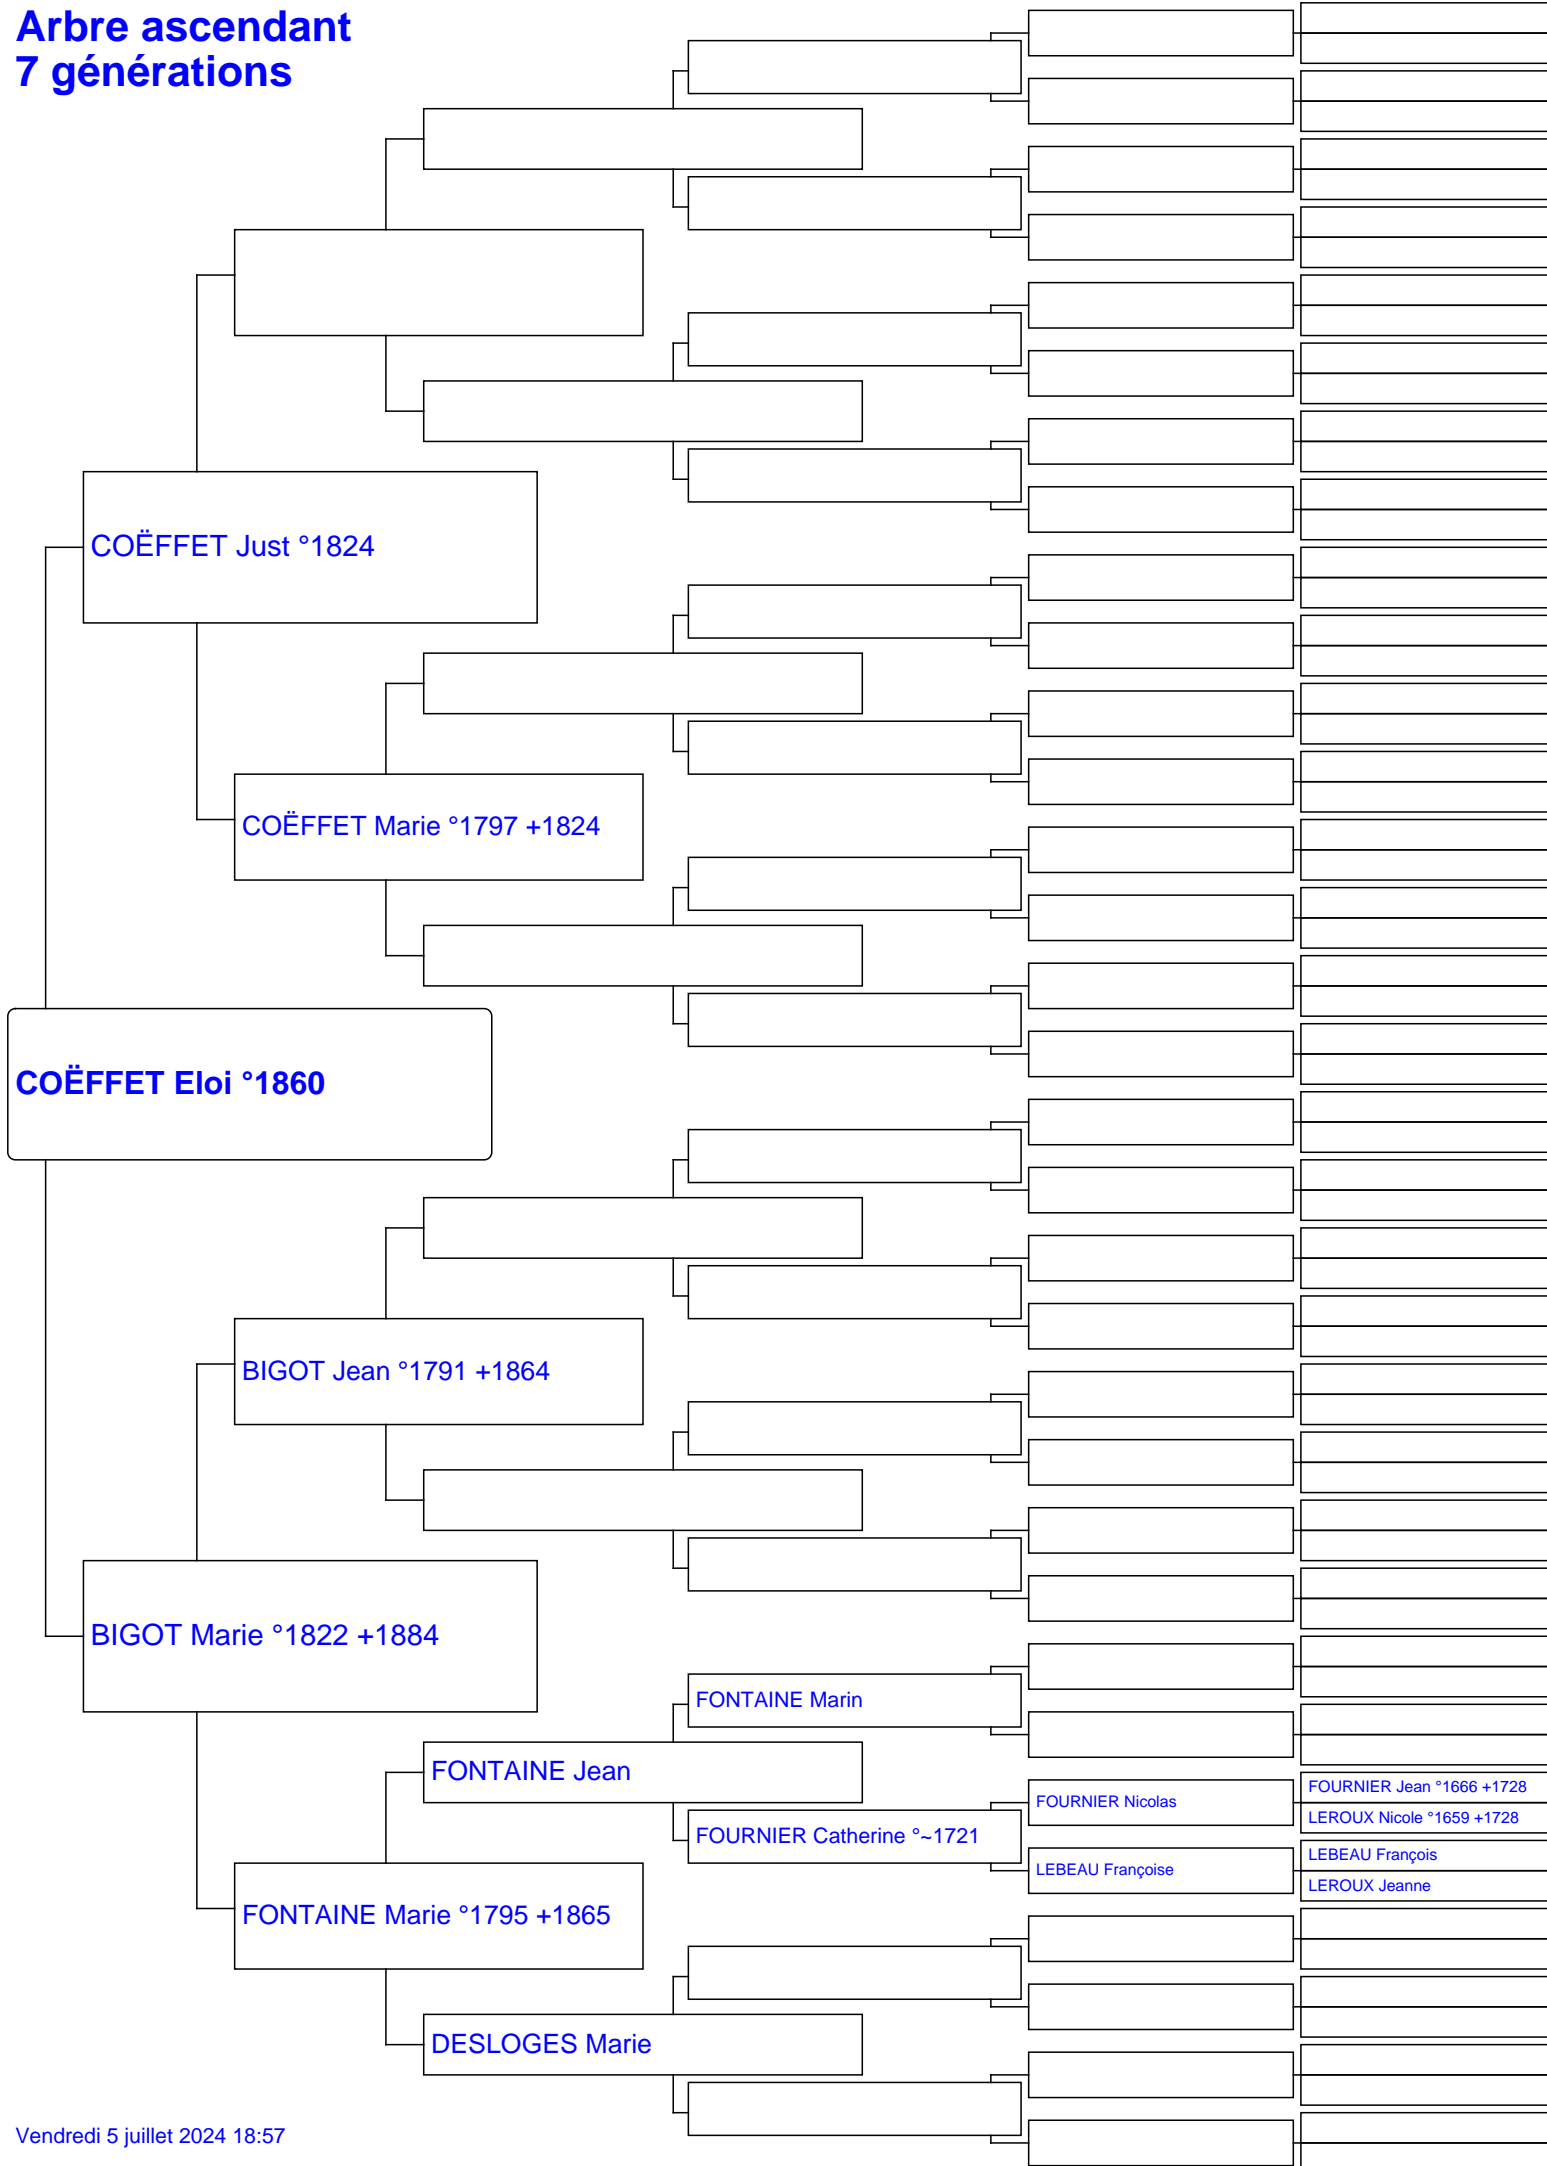 Arbre ascendant
7 générations
COËFFET Just °1824
COËFFET Marie °1797 +1824
COËFFET Eloi °1860
BIGOT Jean °1791 +1864
BIGOT Marie °1822 +1884
FONTAINE Marin
FONTAINE Jean
FOURNIER Jean °1666 +1728
FOURNIER Nicolas
LEROUX Nicole °1659 +1728
FOURNIER Catherine °~1721
LEBEAU François
LEBEAU Françoise
LEROUX Jeanne
FONTAINE Marie °1795 +1865
DESLOGES Marie
Vendredi 5 juillet 2024 18:57